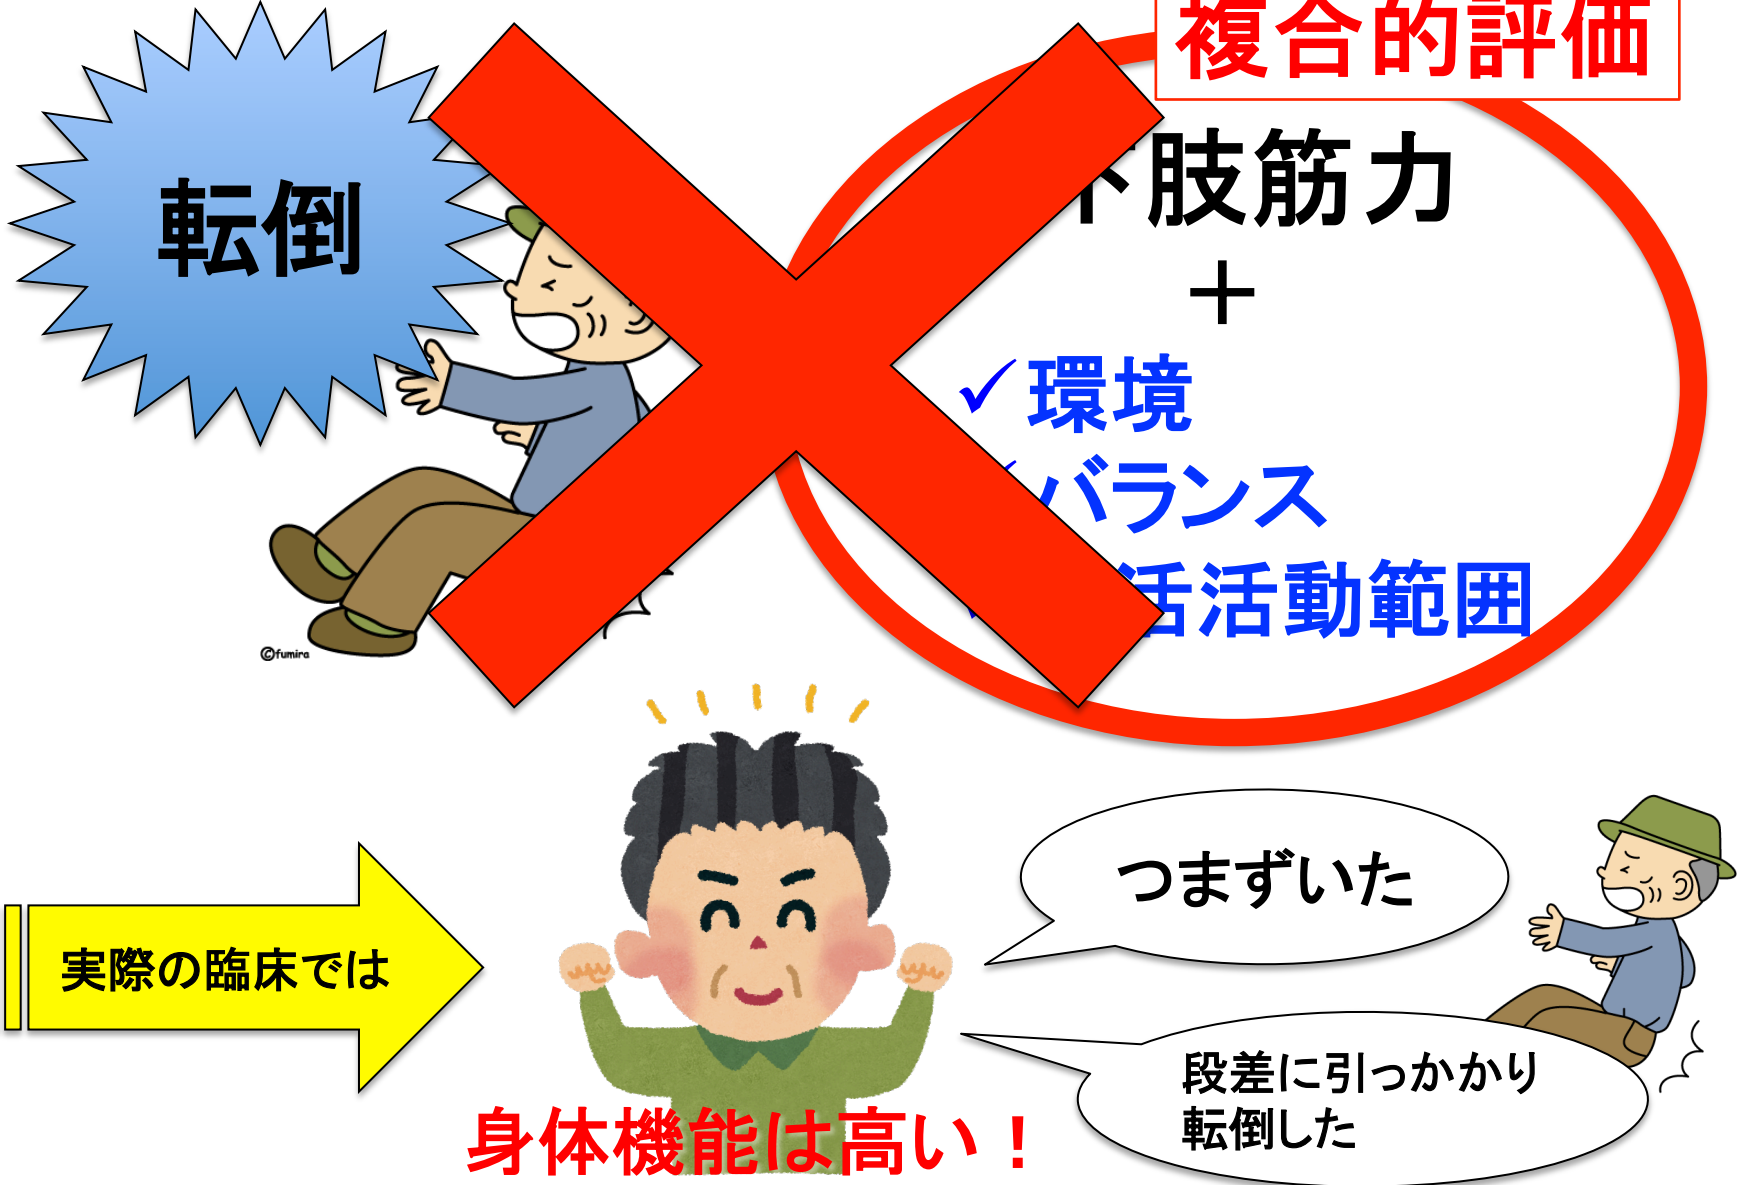 複合的評価
転倒
下肢筋力
+
✓環境
✓バランス
活活動範囲
©fumira
つまずいた
実際の臨床では
段差に引っかかり
転倒した
身体機能は高い！